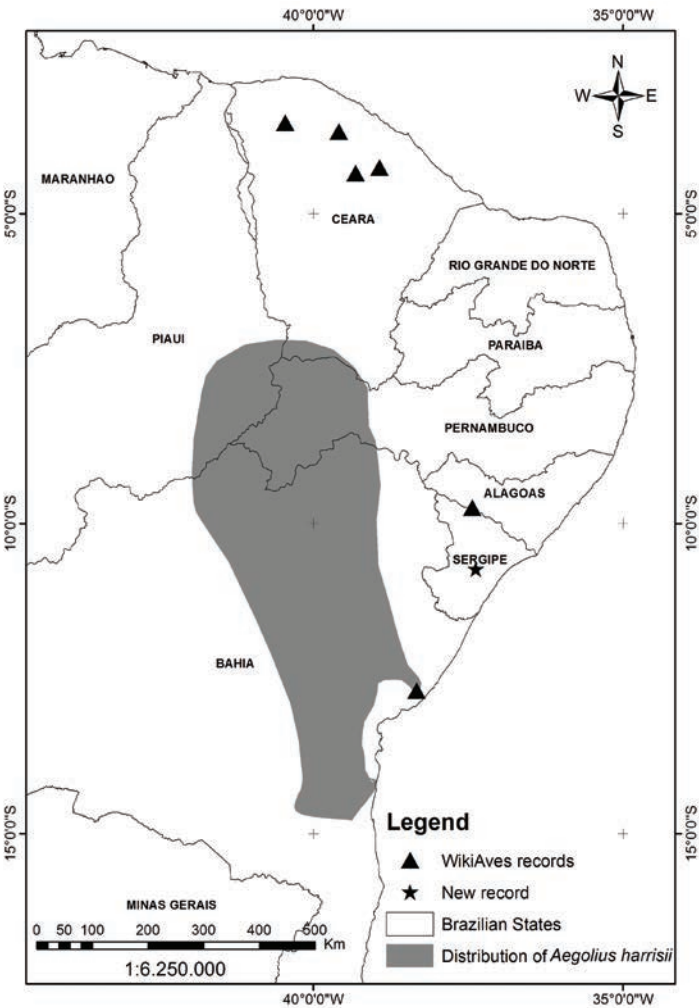 40°0'0"W 35°0'0"W
N
W E
S
MARANHAO
5°0'0"S 5°0'0"S
CEARA
RIO GRANDE DO NORTE
PIAUI
PARAIBA
PERNAMBUCO
ALAGOAS
10°0'0"S 10°0'0"S
SERGIPE
BAHIA
15°0'0"S 15°0'0"S
Legend
WikiAves records
New record
MINAS GERAIS
Brazilian States
0 50 100 200 300 400 500
Km
Distribution of Aegolius harrisii
1:6.250.000
40°0'0"W 35°0'0"W